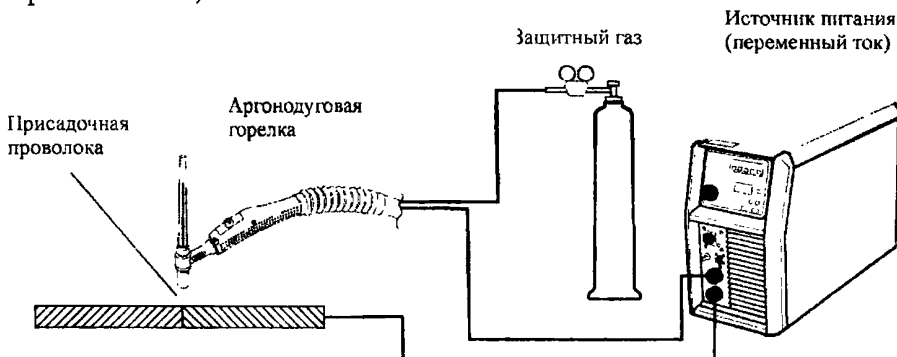 Источник питания
(переменный ток)
Защитный газ
Аргонодуговая
горелка
Присадочная
проволока